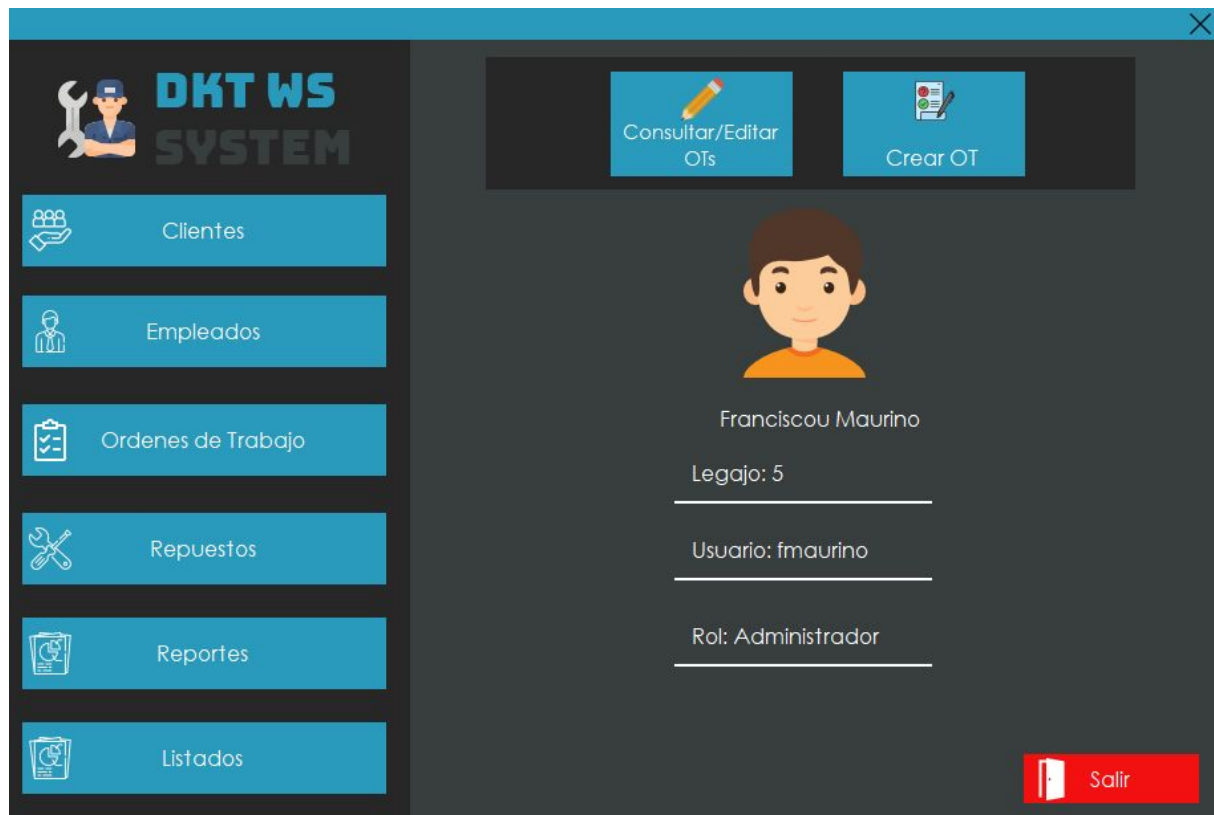 DKT WS
SYSTEM
Clientes
Empleados
Ordenes de Trabajo
Repuestos
Reportes
Listados
Consultar/Editar
OTs
Crear OT
Franciscou Maurino
Legajo: 5
Usuario: fmaurino
Rol: Administrador
Salir